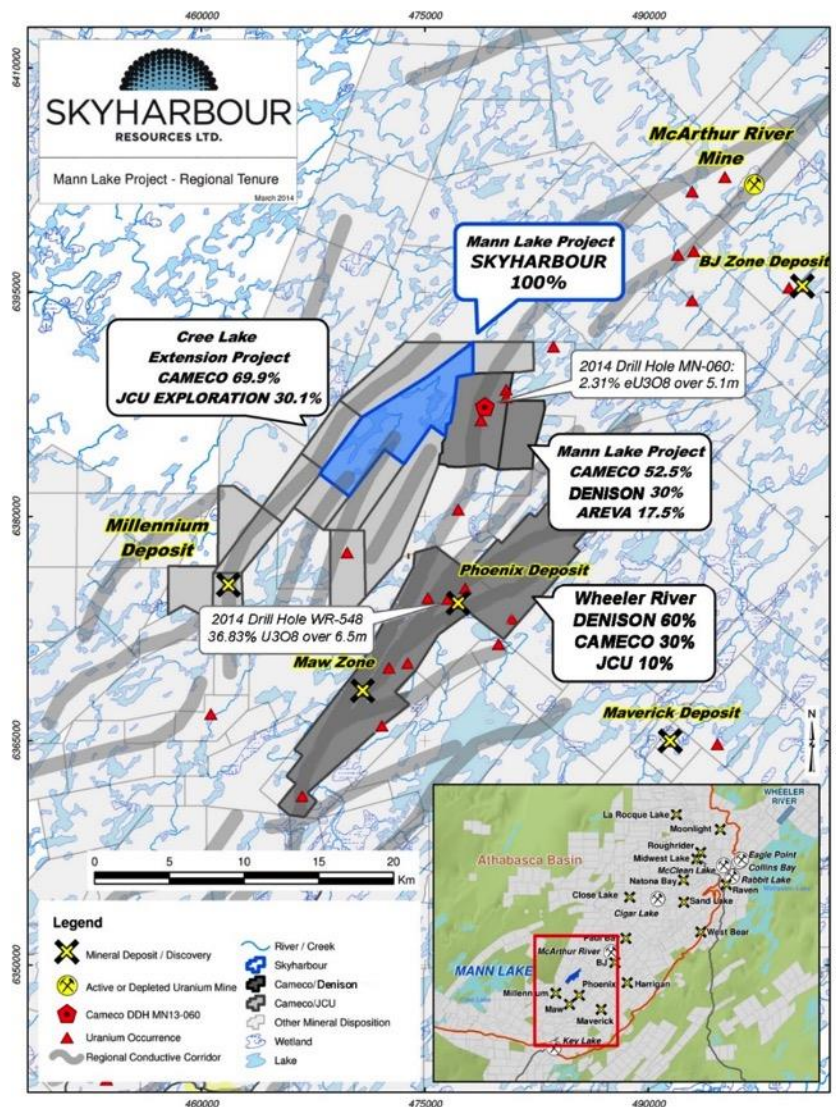 460000
475000
490000
6410000
6395000
6380000
6365000
6350000
SKYHARBOUR
RESOURCES LTD.
Mann Lake Project - Regional Tenure
March 2014
McArthur River
Mine
BJ Zone Deposit
Mann Lake Project
SKYHARBOUR
100%
Cree Lake
Extension Project
CAMECO 69.9%
JCU EXPLORATION 30.1%
2014 Drill Hole MN-060:
2.31% eU3O8 over 5.1m
Mann Lake Project
CAMECO 52.5%
DENISON 30%
AREVA 17.5%
Millennium
Deposit
Phoenix Deposit
2014 Drill Hole WR-548
36.83% U3O8 over 6.5m
Wheeler River
DENISON 60%
CAMECO 30%
JCU 10%
Maw Zone
Maverick Deposit
N
0 5 10 15 20
Km
Legend
Mineral Deposit / Discovery
Active or Depleted Uranium Mine
Cameco DDH MN13-060
Uranium Occurrence
Regional Conductive Corridor
River / Creek
Skyharbour
Cameco/Denison
Cameco/JCU
Other Mineral Disposition
Wetland
Lake
WHEELER
RIVER
La Rocque Lake
Moonlight
Roughrider
Midwest Lake
McClean Lake
Eagle Point
Collins Bay
Rabbit Lake
Raven
Athabasca Basin
Natona Bay
Close Lake
Sand Lake
Cigar Lake
West Bear
Paul Bay
McArthur River
BJ
MANN LAKE
Millennium
Phoenix
Harrigan
Maw
Maverick
Key Lake
460000
475000
490000